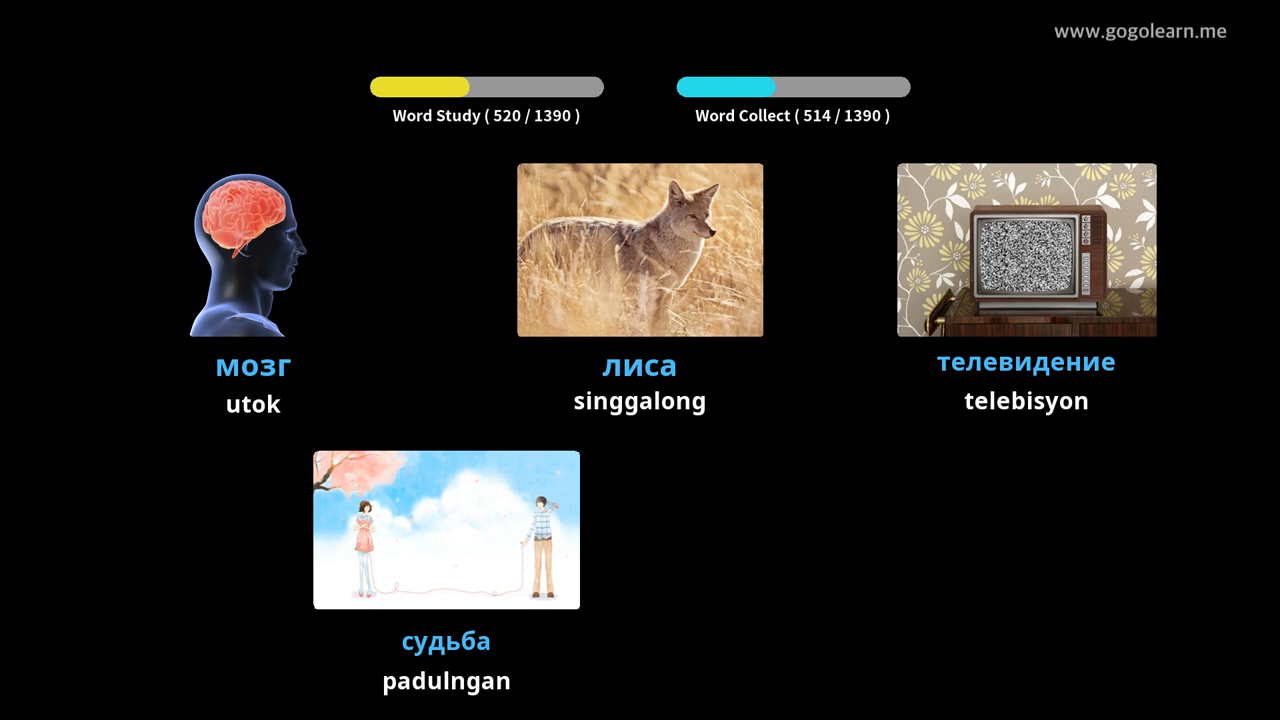 www.gogolearn.me
Word Study ( 520 / 1390 )
Word Collect ( 514 / 1390 )
мозг
utok
лиса
singgalong
телевидение
telebisyon
судьба
padulngan